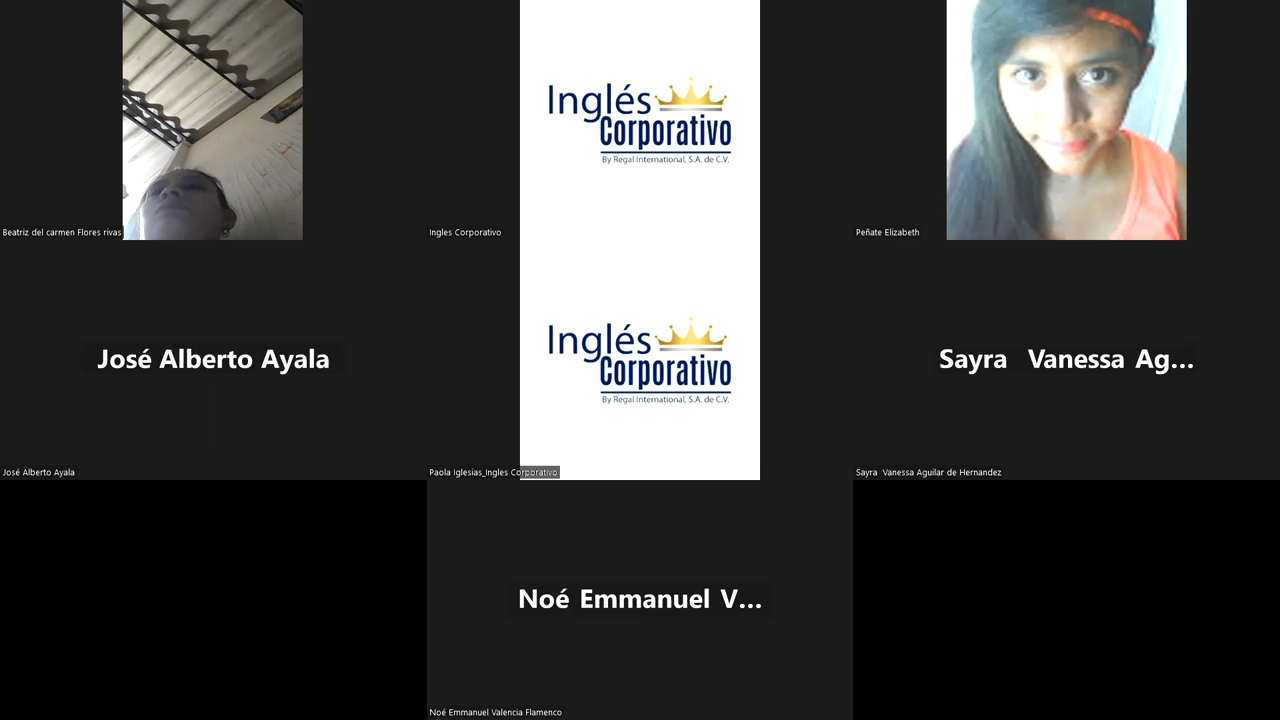 Inglés
Corporativo
By Regal International, S.A. de C.V.
Beatriz del carmen Flores rivas
Ingles Corporativo
Peñate Elizabeth
José Alberto Ayala
Inglés
Corporativo
By Regal International, S.A. de C.V.
Sayra Vanessa Ag...
José Alberto Ayala
Paola Iglesias_Ingles Corporativo
Sayra Vanessa Aguilar de Hernandez
Noé Emmanuel V...
Noé Emmanuel Valencia Flamenco